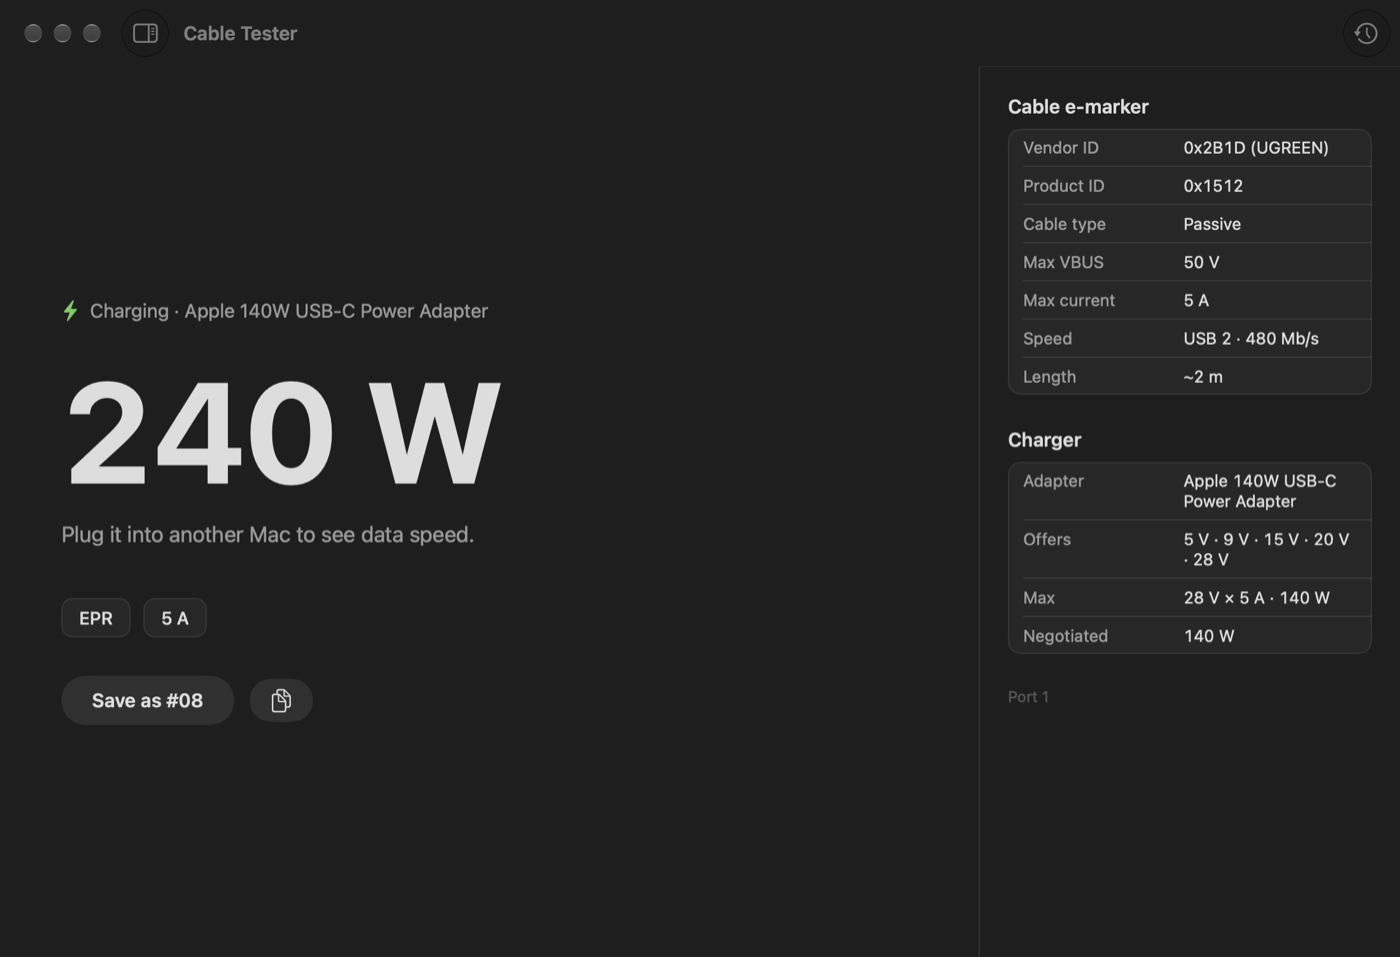 Cable Tester
Charging · Apple 140W USB-C Power Adapter
240 W
Plug it into another Mac to see data speed.
EPR
5 A
Save as #08
Cable e-marker
Vendor ID 0x2B1D (UGREEN)
Product ID 0x1512
Cable type Passive
Max VBUS 50 V
Max current 5 A
Speed USB 2 · 480 Mb/s
Length ~2 m
Charger
Adapter Apple 140W USB-C
Power Adapter
Offers 5 V · 9 V · 15 V · 20 V
· 28 V
Max 28 V × 5 A · 140 W
Negotiated 140 W
Port 1